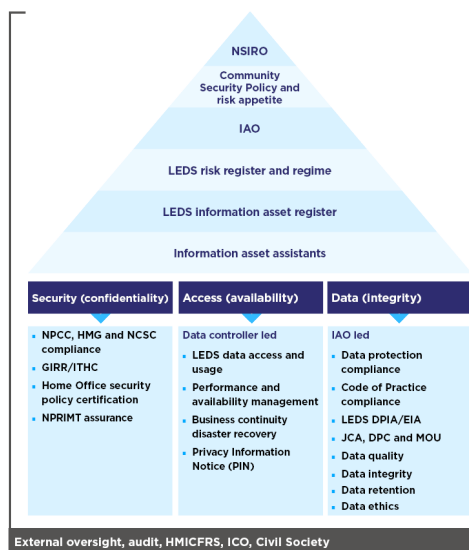 NSIRO
Community
Security Policy and
risk appetite
IAO
LEDS risk register and regime
LEDS information asset register
Information asset assistants
Security (confidentiality)
NPCC, HMG and NCSC
compliance
GIRR/ITHC
Home Office security
policy certification
NPRIMT assurance
Access (availability)
Data controller led
LEDS data access and
usage
Performance and
availability management
Business continuity
disaster recovery
Privacy Information
Notice (PIN)
Data (integrity)
IAO led
Data protection
compliance
Code of Practice
compliance
LEDS DPIA/EIA
JCA, DPC and MOU
Data quality
Data integrity
Data retention
Data ethics
External oversight, audit, HMICFRS, ICO, Civil Society